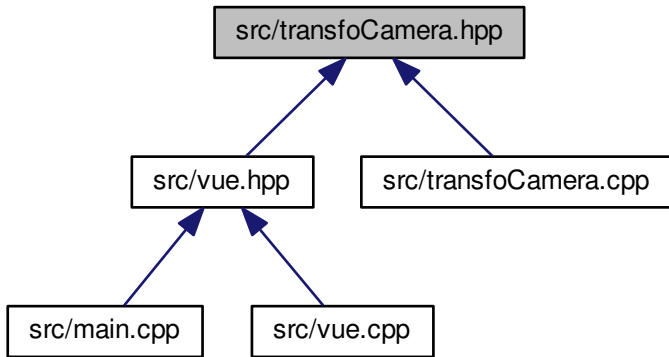 src/transfoCamera.hpp
src/vue.hpp
src/transfoCamera.cpp
src/main.cpp
src/vue.cpp